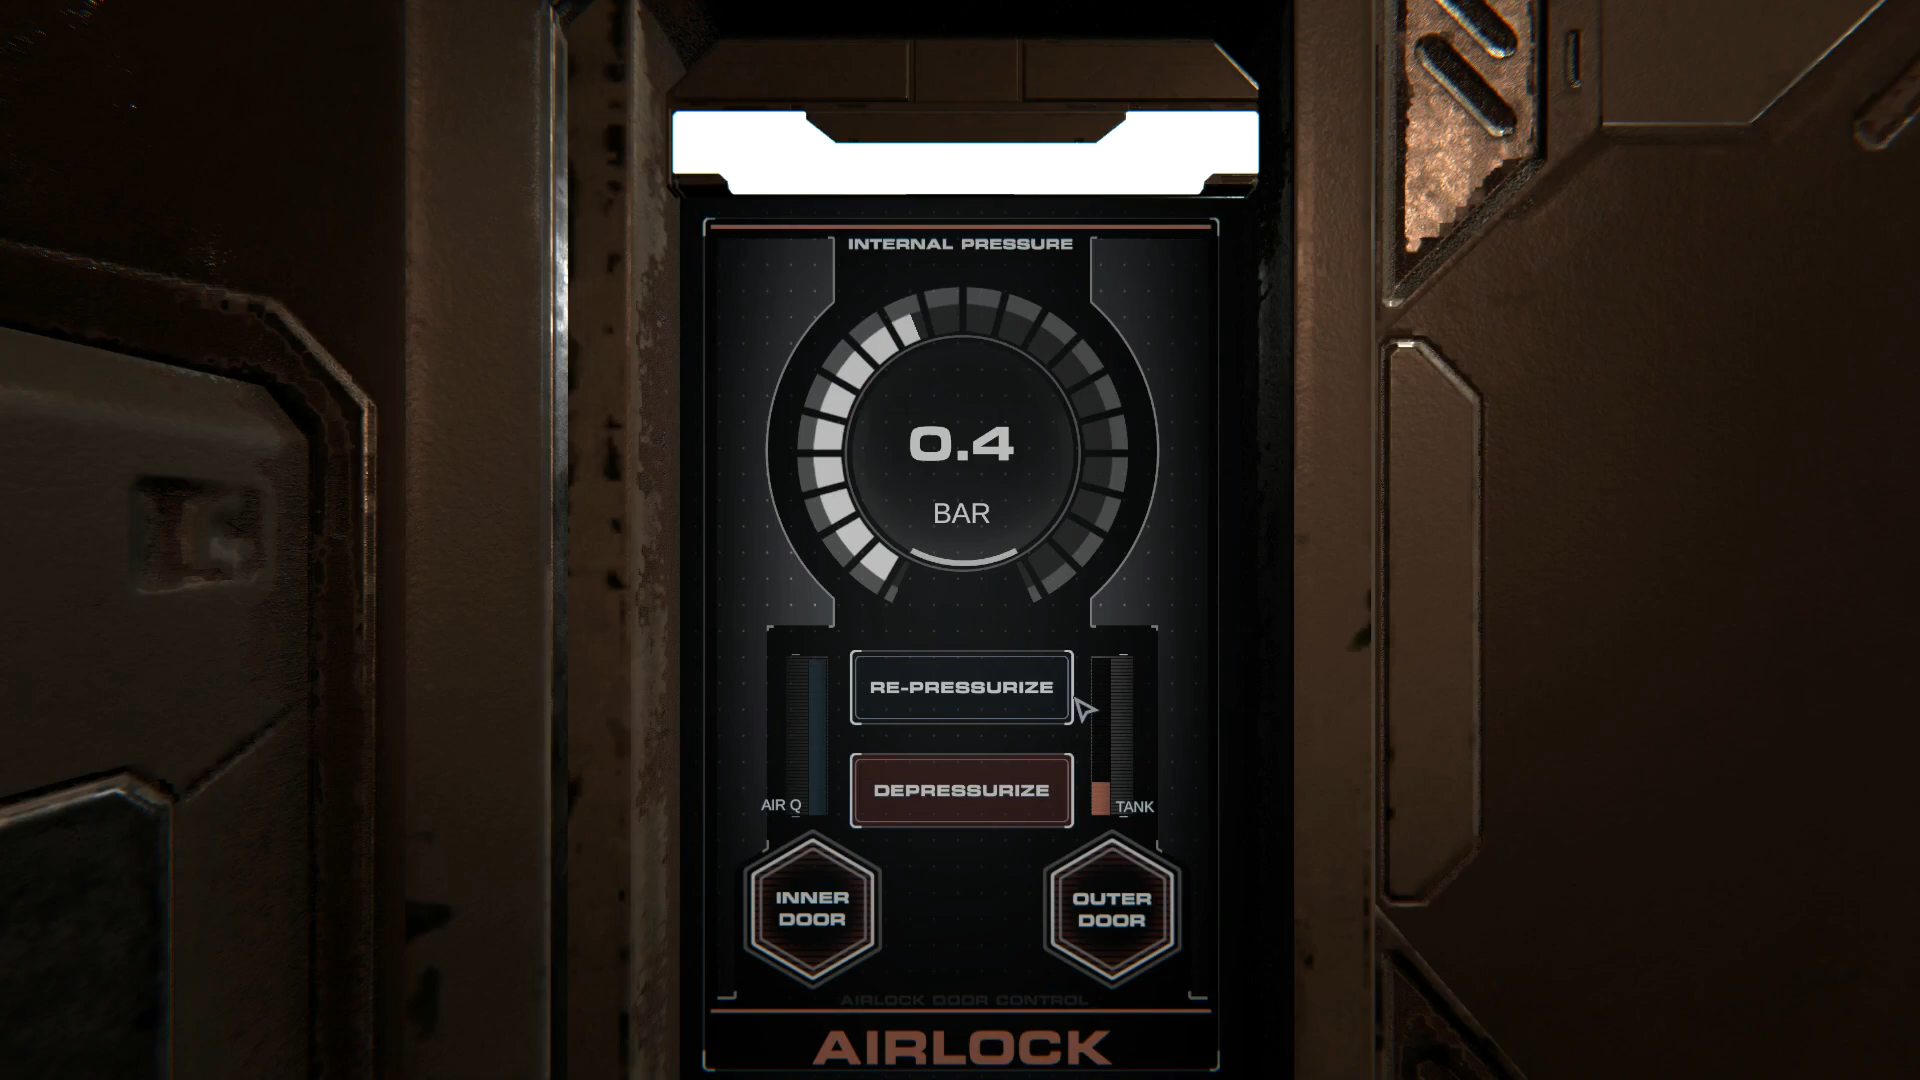 INTERNAL PRESSURE
0.4
BAR
RE-PRESSURIZE
DEPRESSURIZE
AIR Q
TANK
INNER
DOOR
OUTER
DOOR
AIRLOCK DOOR CONTROL
AIRLOCK